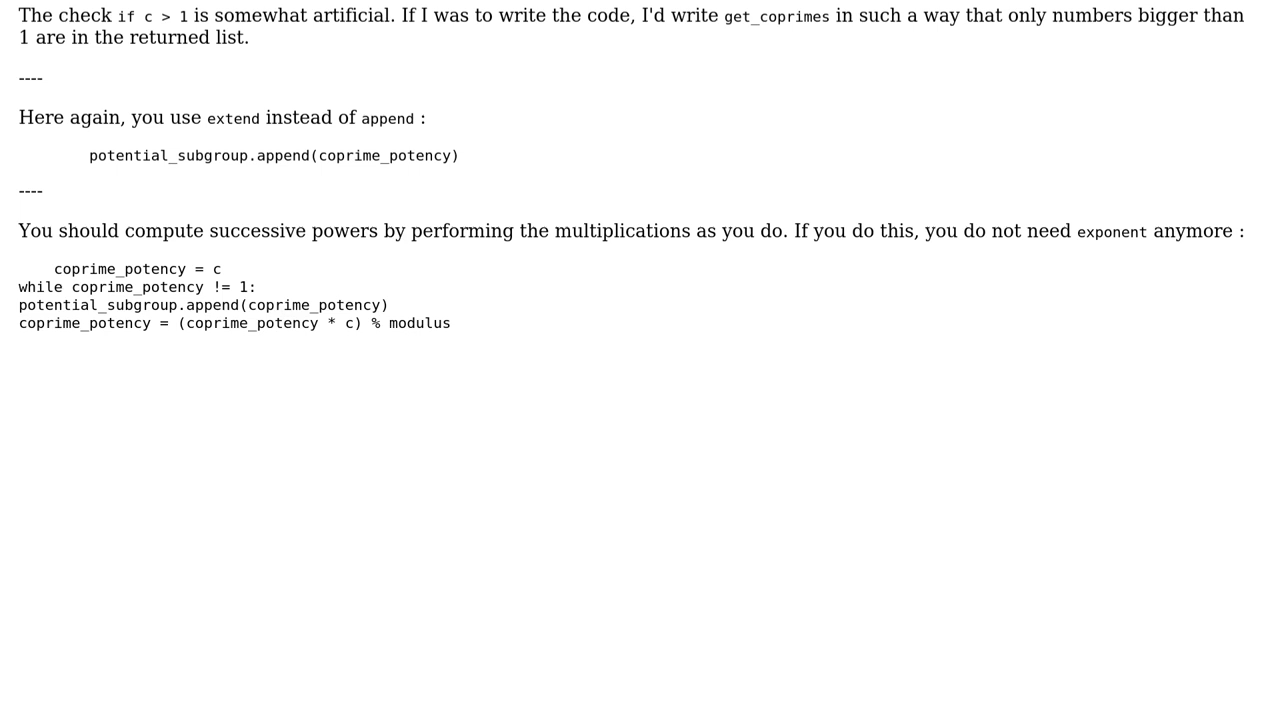 The check if c > 1 is somewhat artificial. If I was to write the code, I'd write get_coprimes in such a way that only numbers bigger than
1 are in the returned list.
----
Here again, you use extend instead of append :
potential_subgroup.append(coprime_potency)
----
You should compute successive powers by performing the multiplications as you do. If you do this, you do not need exponent anymore :
coprime_potency = c
while coprime_potency != 1:
potential_subgroup.append(coprime_potency)
coprime_potency = (coprime_potency * c) % modulus